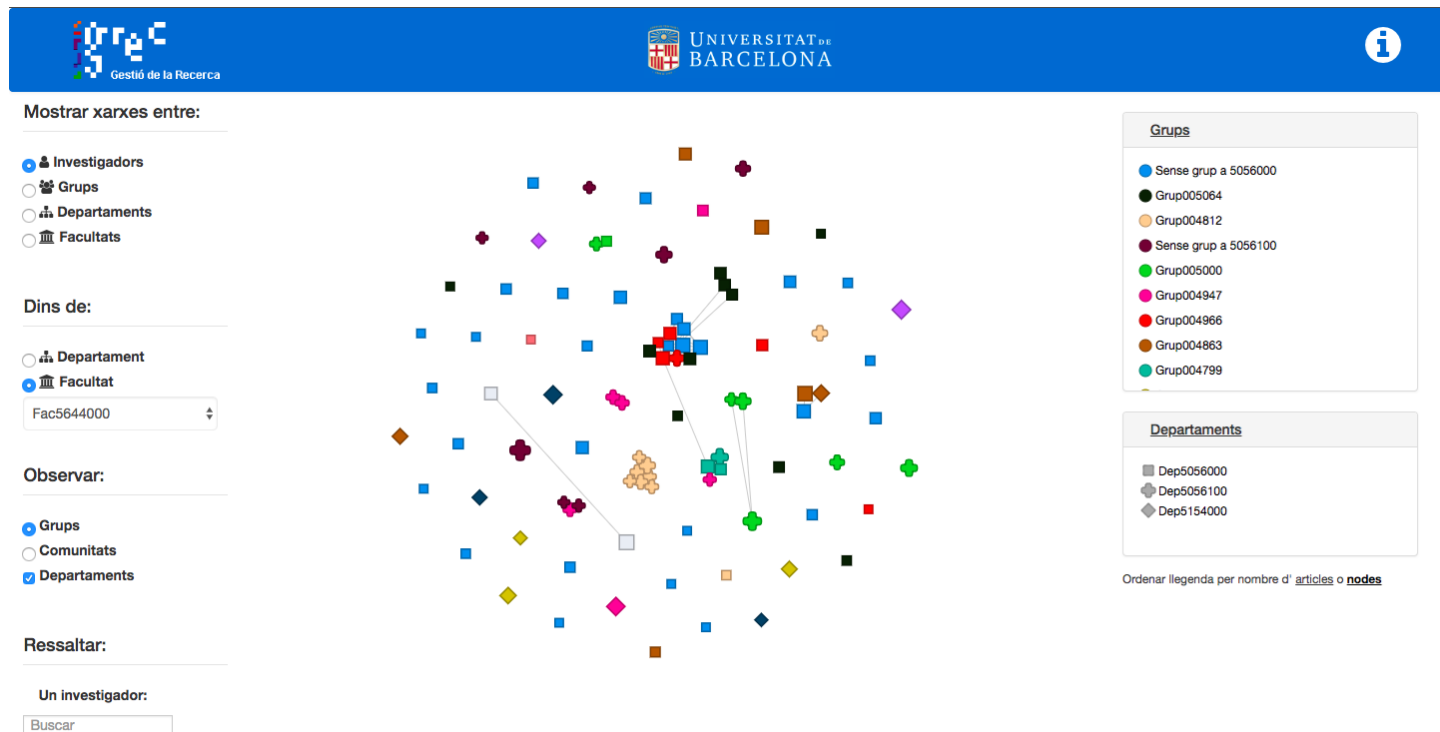 grec
Gestió de la Recerca
UNIVERSITAT DE
BARCELONA
Mostrar xarxes entre:
Investigadors
Grups
Departaments
Facultats
Dins de:
Departament
Facultat
Fac5644000
Observar:
Grups
Comunitats
Departaments
Ressaltar:
Un investigador:
Buscar
Grups
Sense grup a 5056000
Grup005064
Grup004812
Sense grup a 5056100
Grup005000
Grup004947
Grup004966
Grup004863
Grup004799
Departaments
Dep5056000
Dep5056100
Dep5154000
Ordenar llegenda per nombre d' articles o nodes